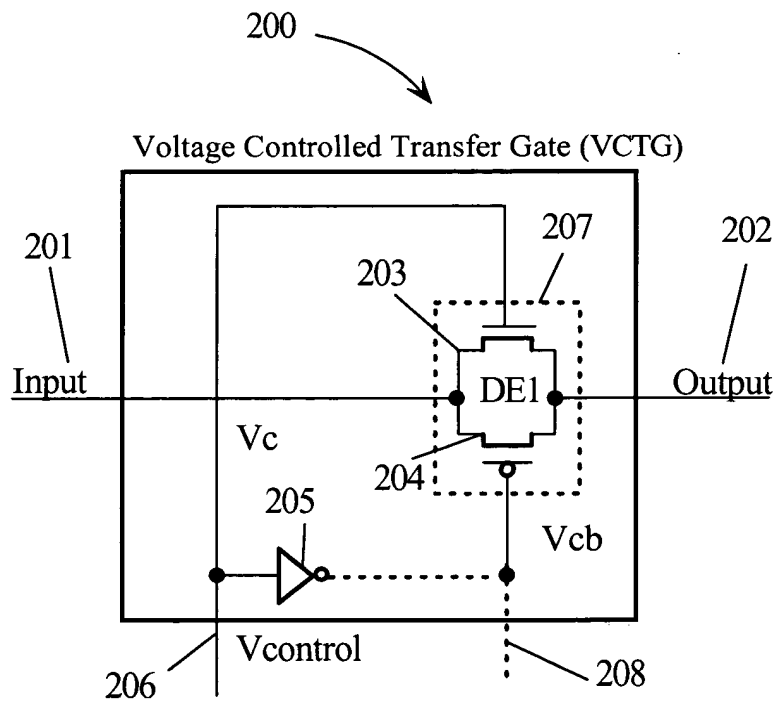 200
Voltage Controlled Transfer Gate (VCTG)
201
207
202
203
Input
DE1
Output
Vc
204
205
Vcb
Vcontrol
206
208